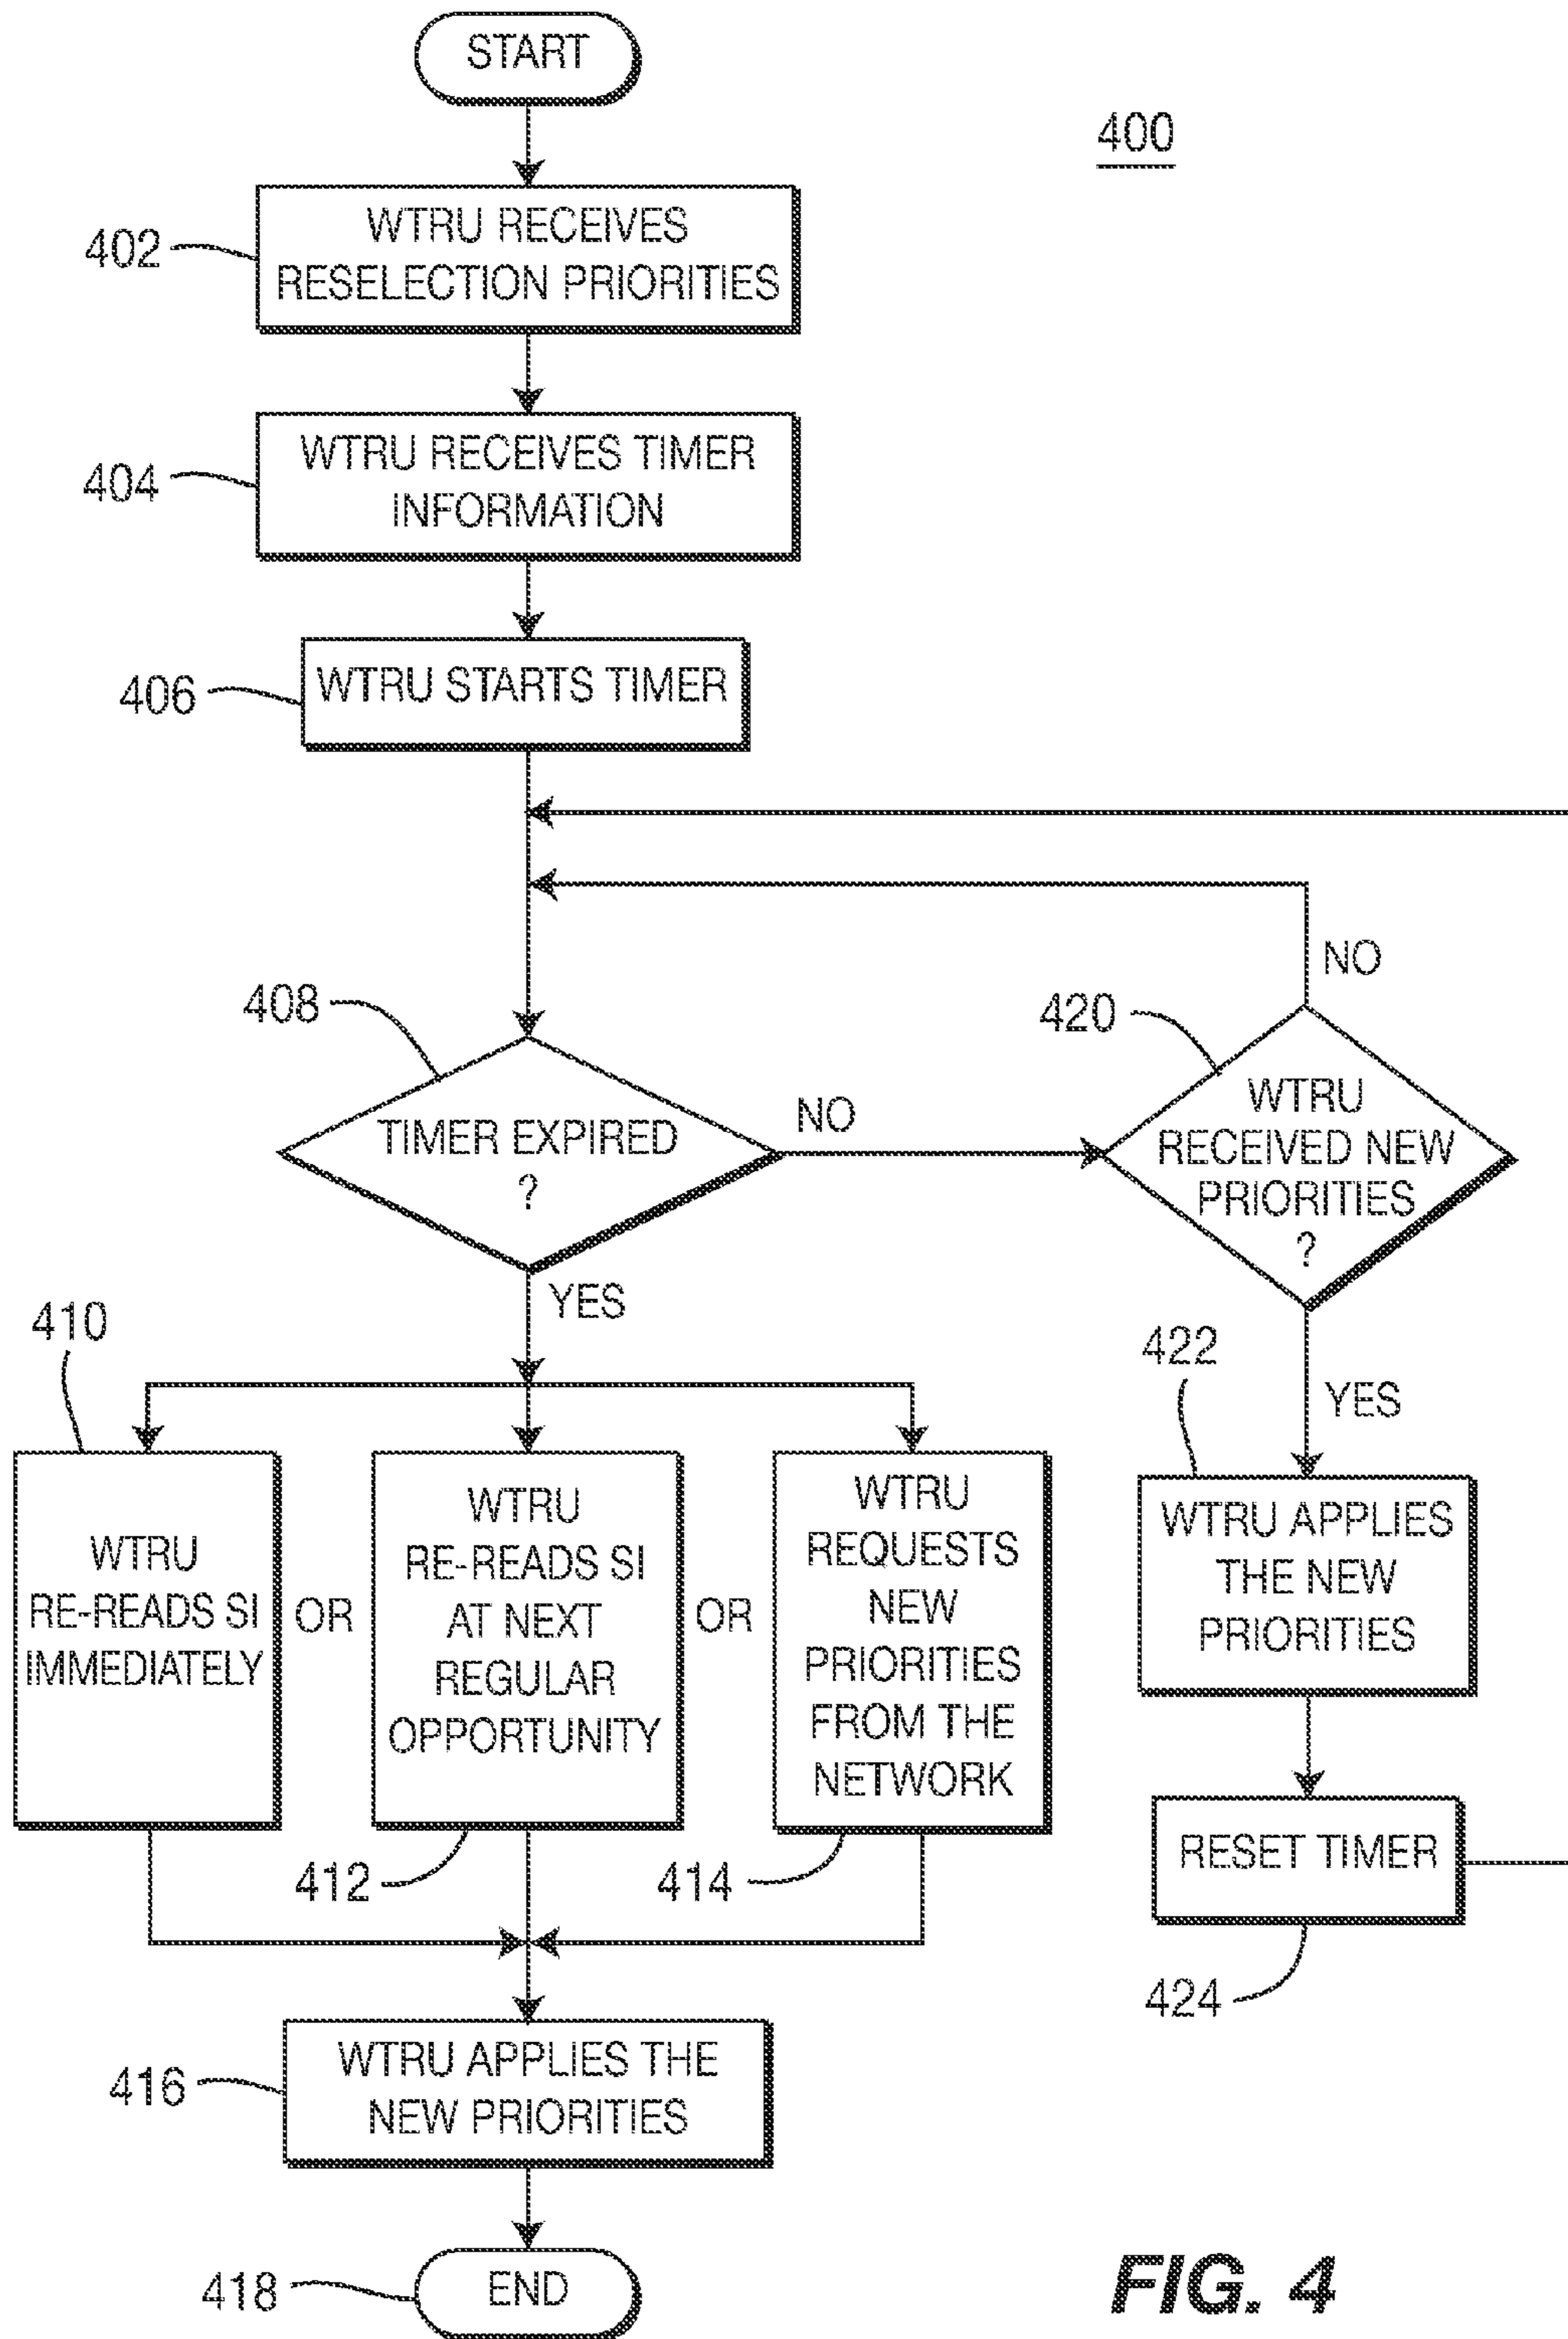 START
400
402
WTRU RECEIVES
RESELECTION PRIORITIES
404
WTRU RECEIVES TIMER
INFORMATION
406
WTRU STARTS TIMER
NO
408
420
TIMER EXPIRED
?
NO
WTRU
RECEIVED NEW
PRIORITIES
?
YES
410
422
YES
WTRU
RE-READS SI
IMMEDIATELY
OR
WTRU
RE-READS SI
AT NEXT
REGULAR
OPPORTUNITY
OR
WTRU
REQUESTS
NEW
PRIORITIES
FROM THE
NETWORK
WTRU APPLIES
THE NEW
PRIORITIES
412
414
RESET TIMER
424
416
WTRU APPLIES THE
NEW PRIORITIES
418
END
FIG. 4